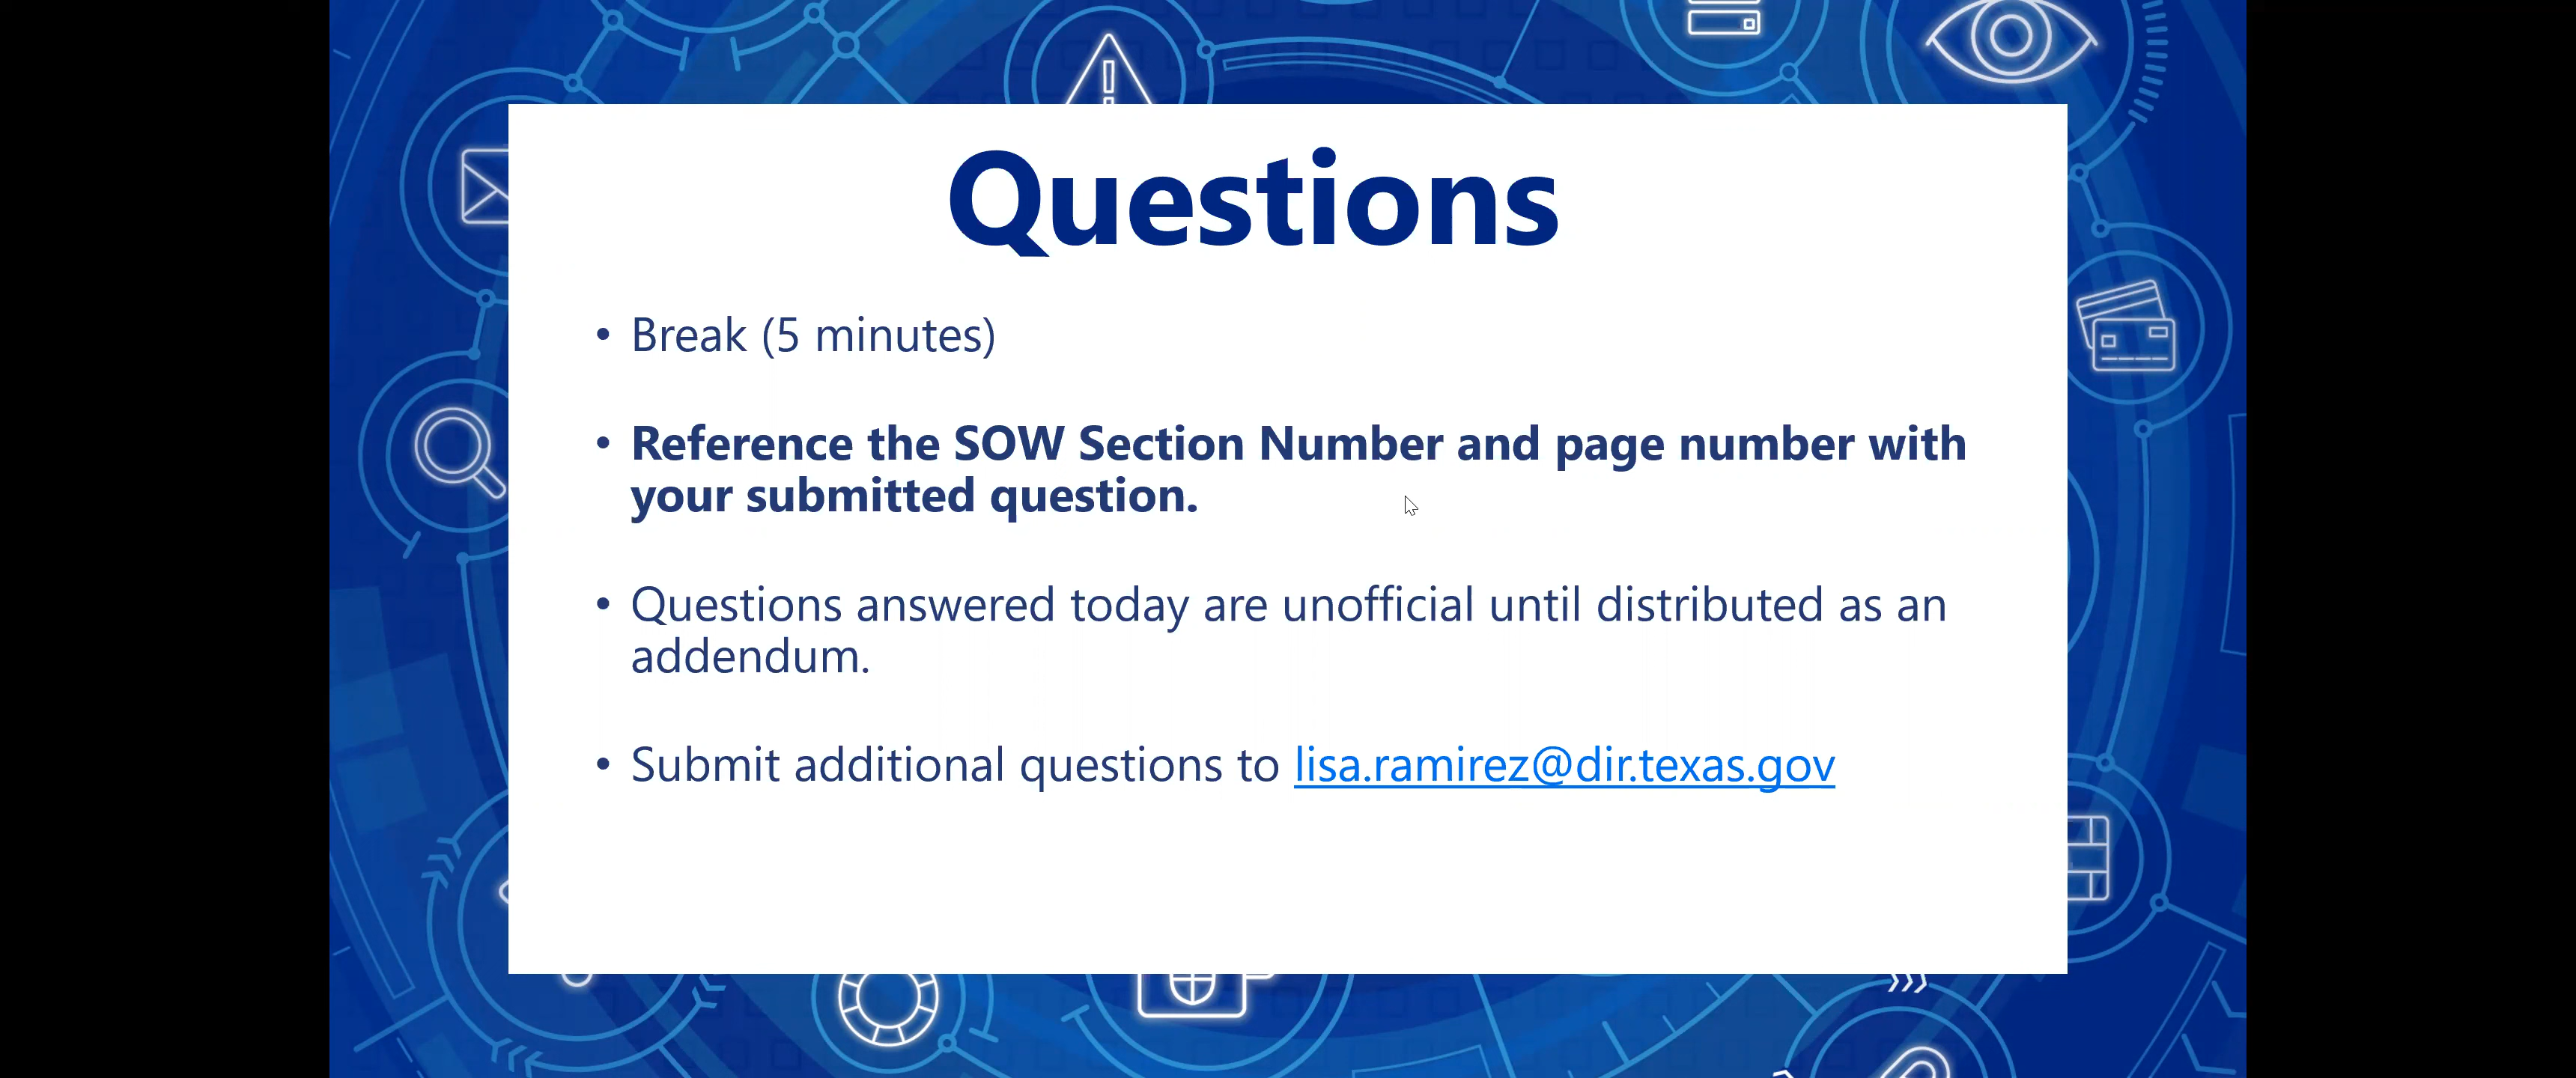 Questions
• Break (5 minutes)
• Reference the SOW Section Number and page number with
your submitted question.
• Questions answered today are unofficial until distributed as an
addendum.
• Submit additional questions to lisa.ramirez@dir.texas.gov